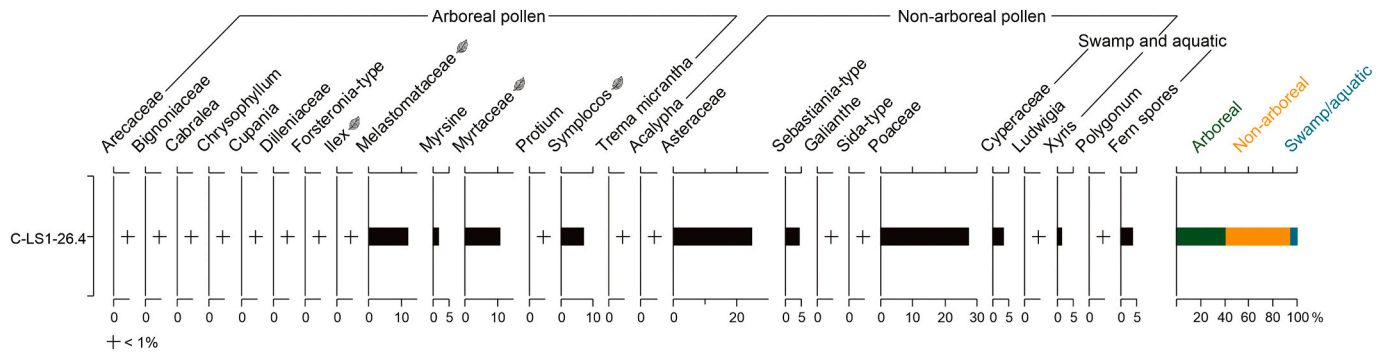 Arboreal pollen
Non-arboreal pollen
Swamp and aquatic
Arecaceae
Bignoniaceae
Cabralea
Chrysophyllum
Cupania
Dilleniaceae
Forsteronia-type
Ilex
Melastomataceae
Myrsine
Myrtaceae
Protium
Symplocos
Trema micrantha
Acalypha
Asteraceae
Sebastiania-type
Galianthe
Sida-type
Poaceae
Cyperaceae
Ludwigia
Xyris
Polygonum
Fern spores
Arboreal
Non-arboreal
Swamp/aquatic
C-LS1-26.4
0 0 0 0 0 0 0 0 0 10 0 5 0 10 0 0 10 0 0 0 20 0 5 0 0 0 10 20 30 0 5 0 0 5 0 0 5 20 40 60 80 100 %
+ < 1%